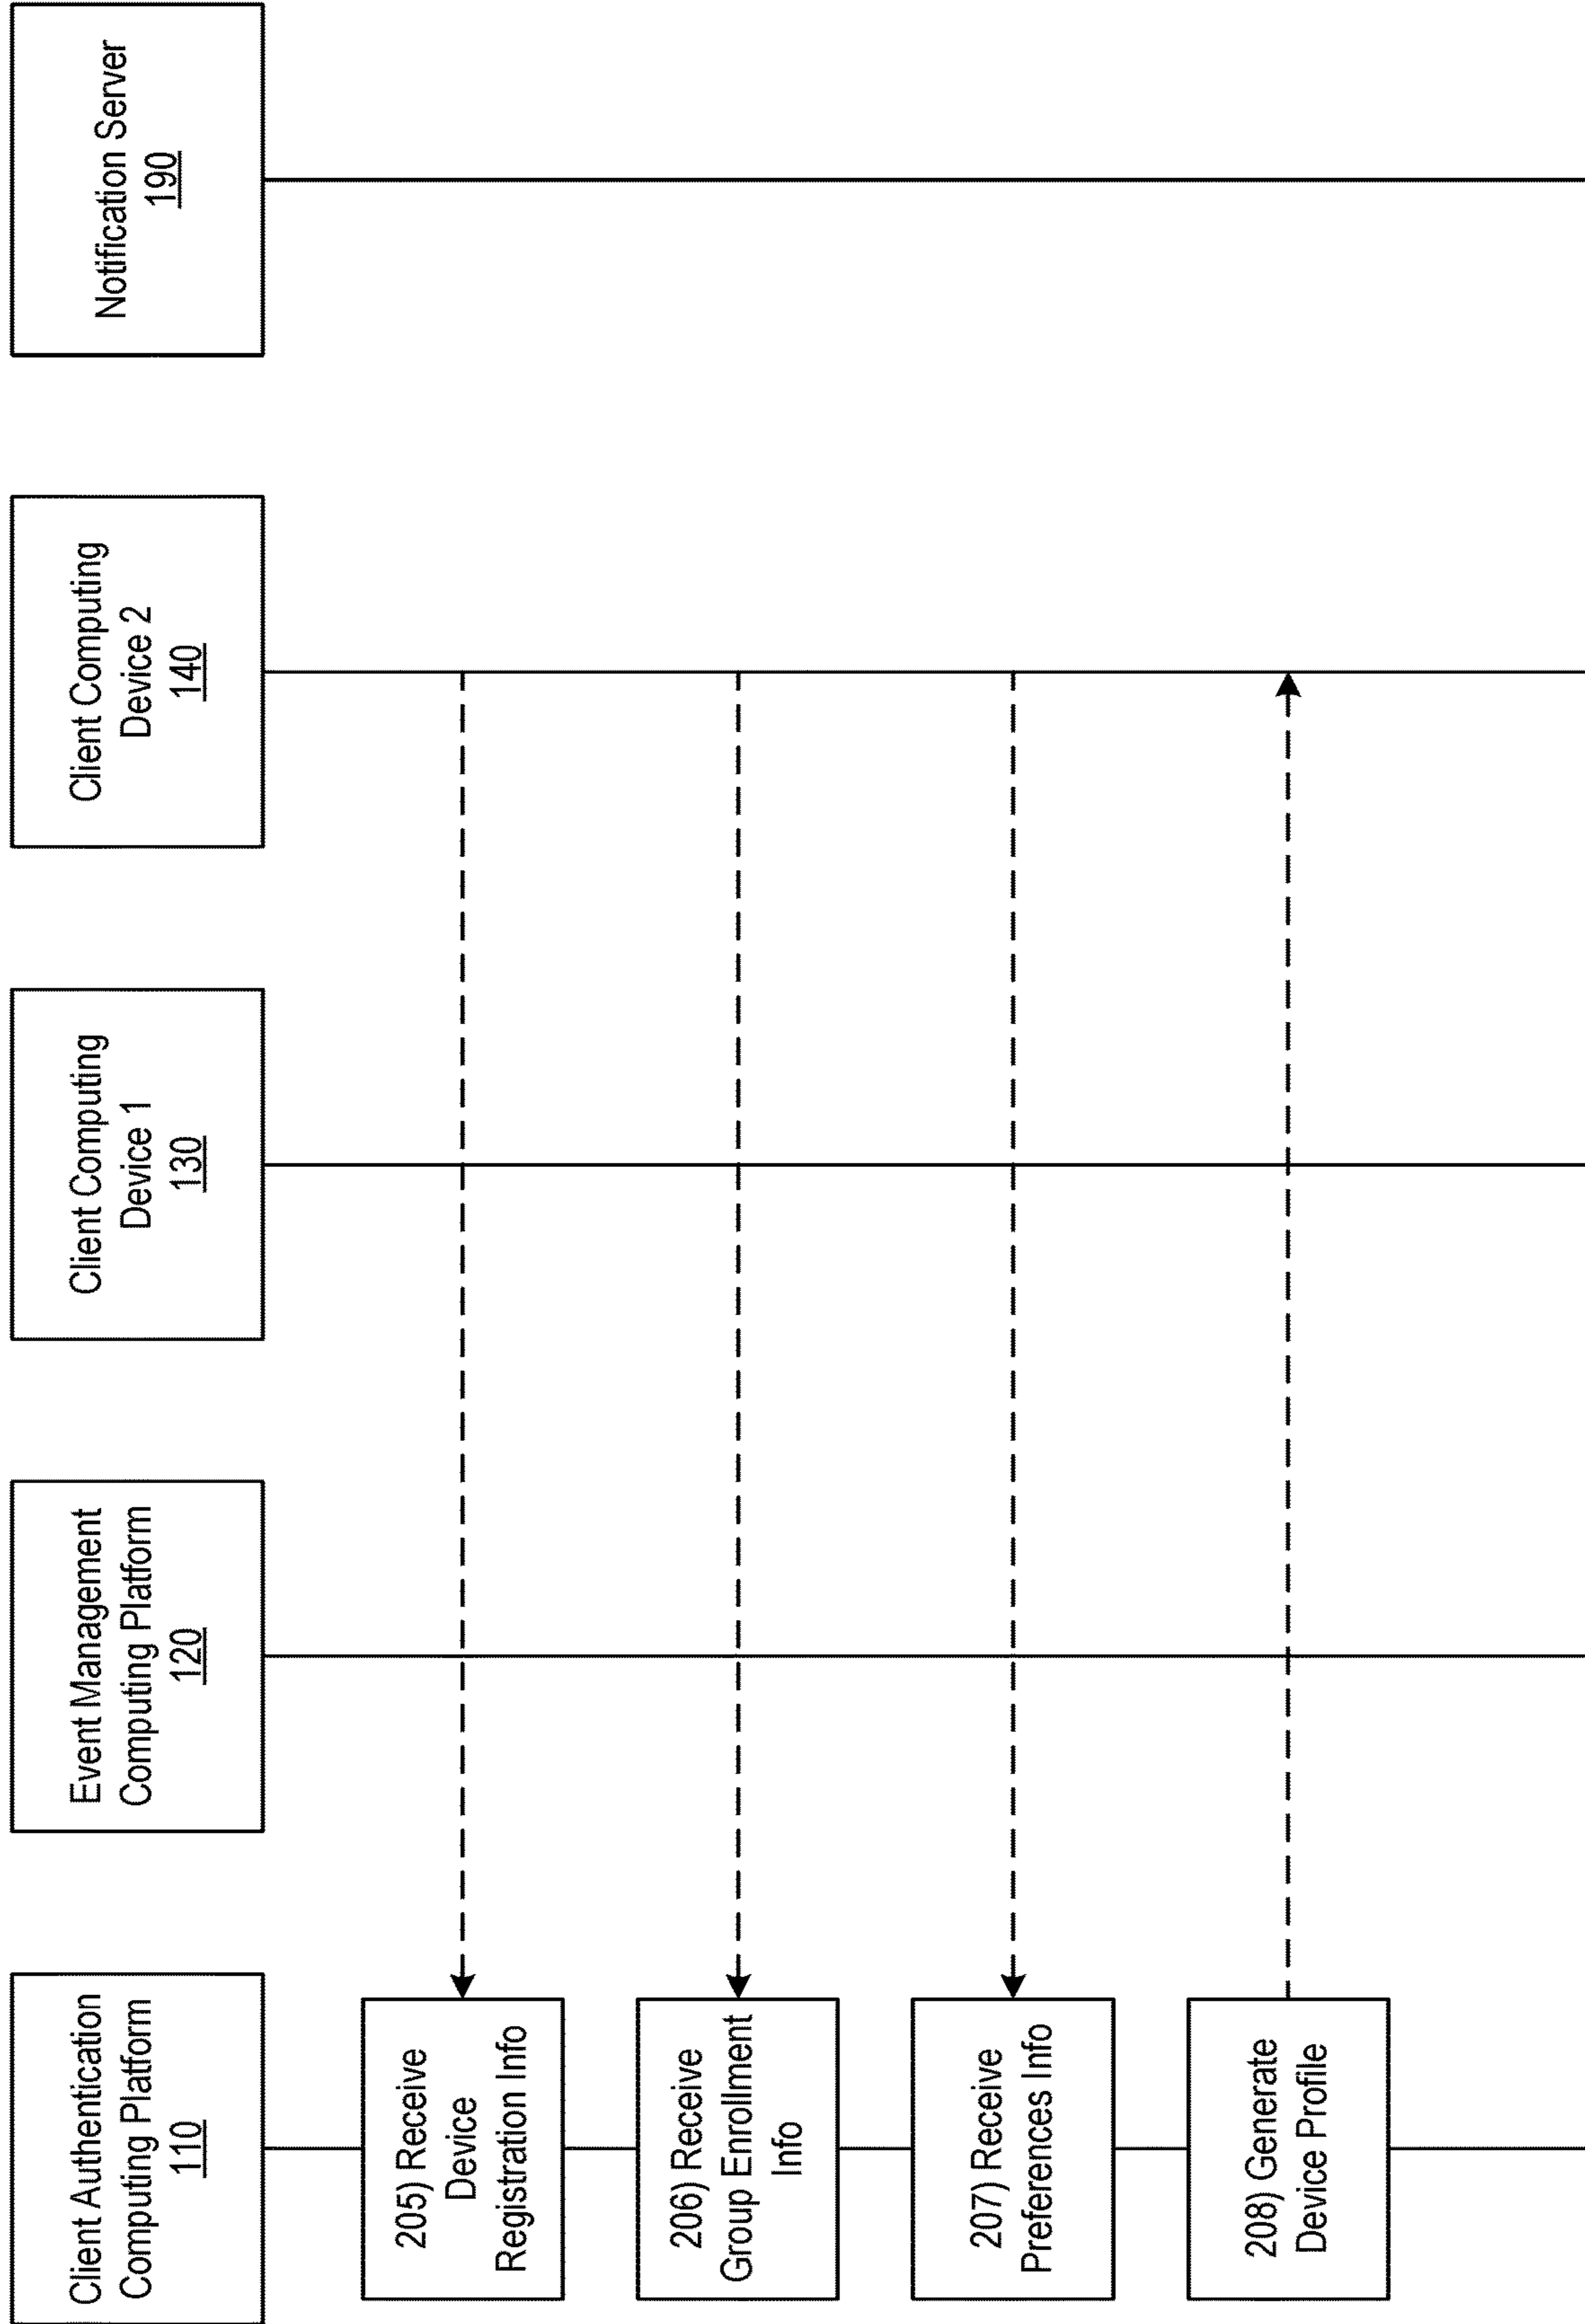 Client Authentication
Computing Platform
110
Event Management
Computing Platform
120
Client Computing
Device 1
130
Client Computing
Device 2
140
Notification Server
190
205) Receive
Device
Registration Info
206) Receive
Group Enrollment
Info
207) Receive
Preferences Info
208) Generate
Device Profile